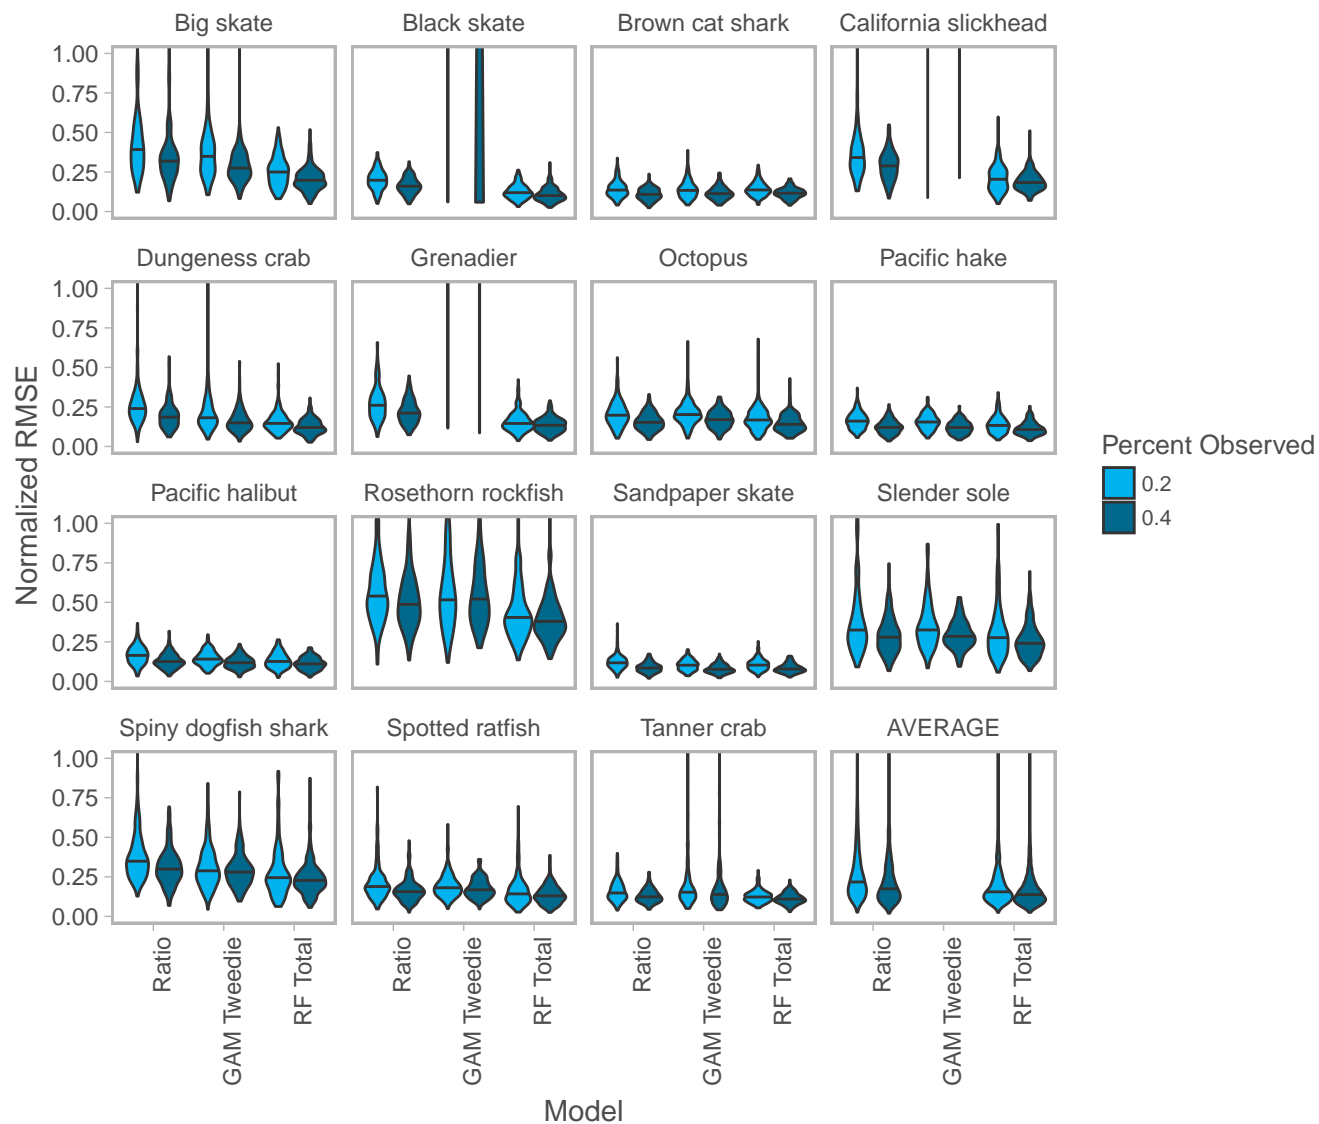 Big skate
Black skate
Brown cat shark
California slickhead
1.00
0.75
0.50
0.25
0.00
Dungeness crab
Grenadier
Octopus
Pacific hake
1.00
0.75
0.50
0.25
0.00
Pacific halibut
Rosethorn rockfish
Sandpaper skate
Slender sole
1.00
0.75
0.50
0.25
0.00
Spiny dogfish shark
Spotted ratfish
Tanner crab
AVERAGE
1.00
0.75
0.50
0.25
0.00
Normalized RMSE
Ratio
GAM Tweedie
RF Total
Ratio
GAM Tweedie
RF Total
Ratio
GAM Tweedie
RF Total
Ratio
GAM Tweedie
RF Total
Model
Percent Observed
0.2
0.4